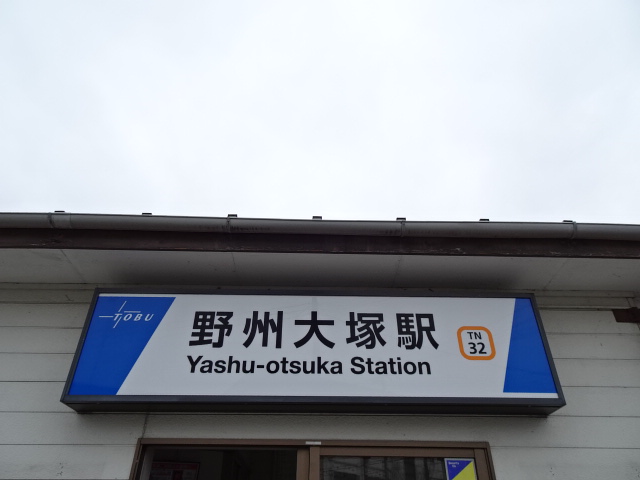 TOBU
野州大塚駅
Yashu-otsuka Station
TN
32